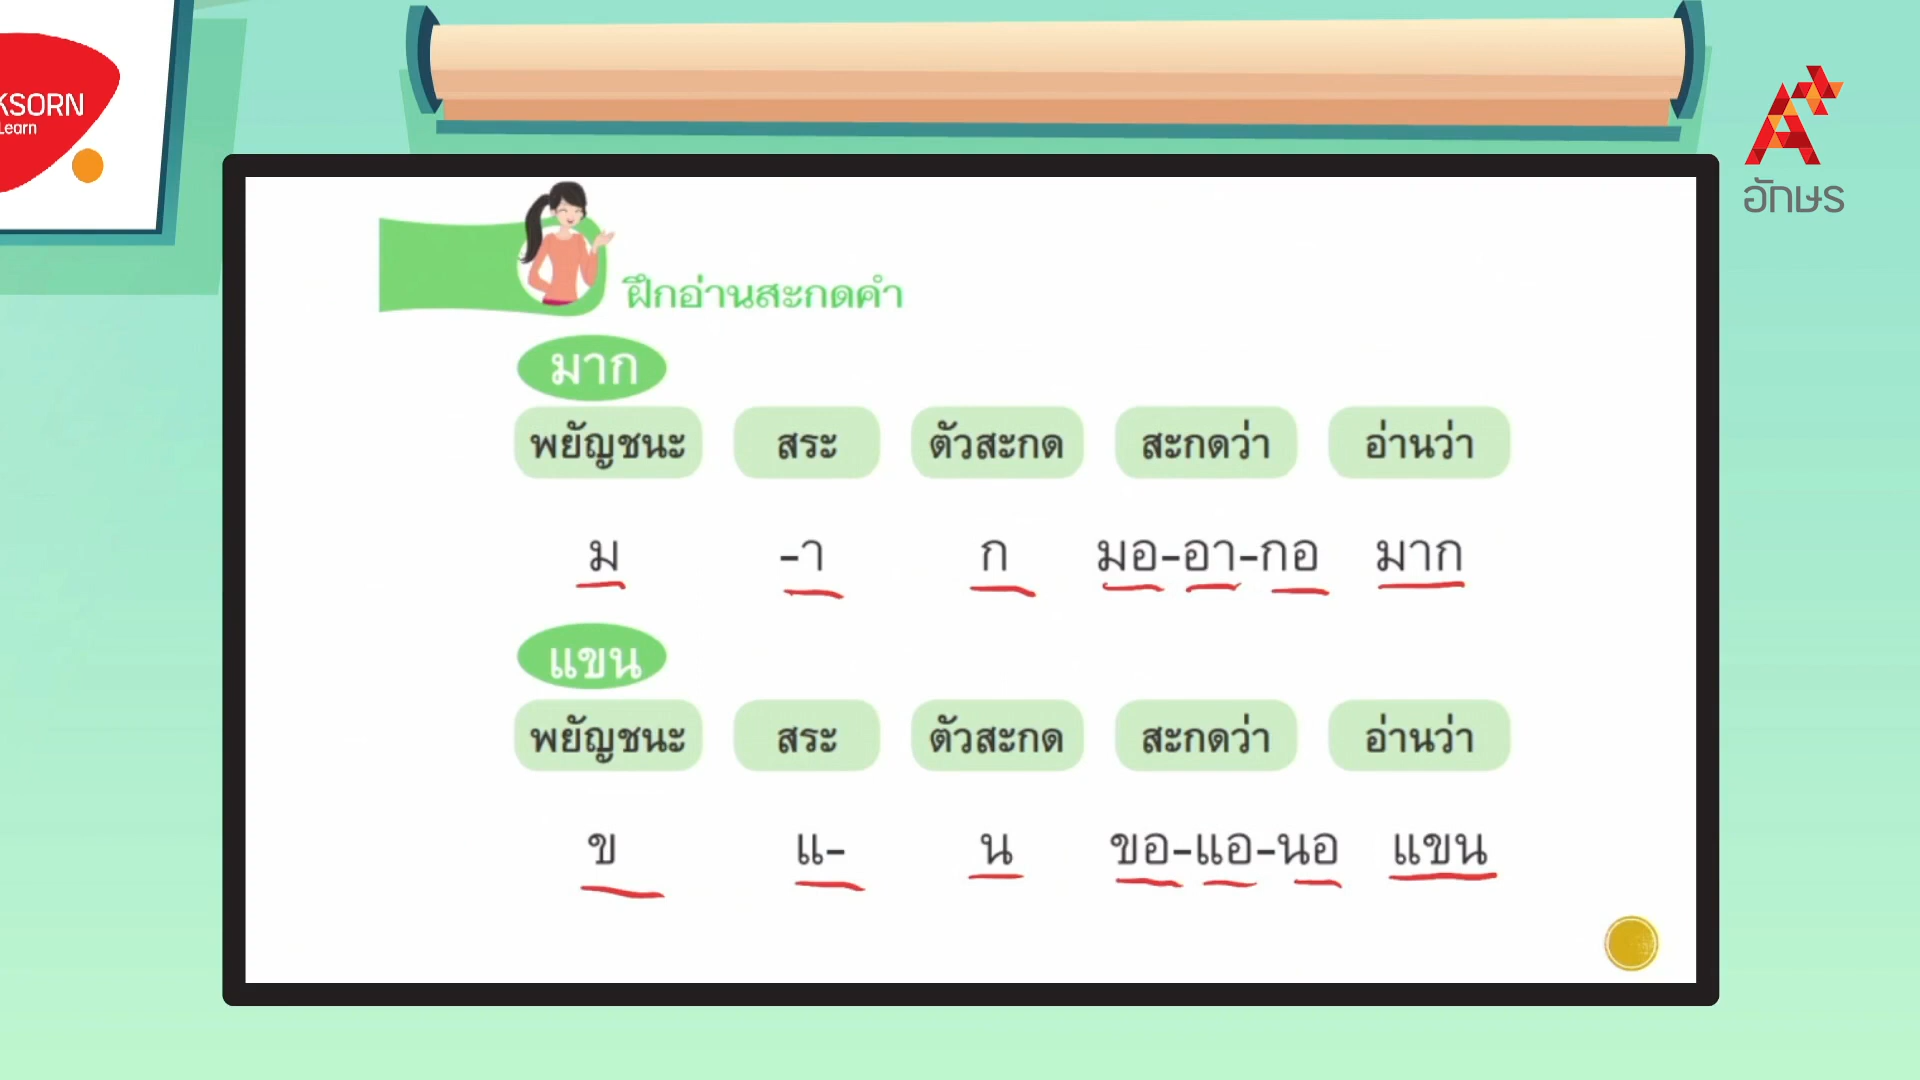 KSORN
Learn
อักษร
ฝึกอ่านสะกดคำ
มาก
พยัญชนะ สระ ตัวสะกด สะกดว่า อ่านว่า
ม -า ก มอ-อา-กอ มาก
แขน
พยัญชนะ สระ ตัวสะกด สะกดว่า อ่านว่า
ข แ- น ขอ-แอ-นอ แขน